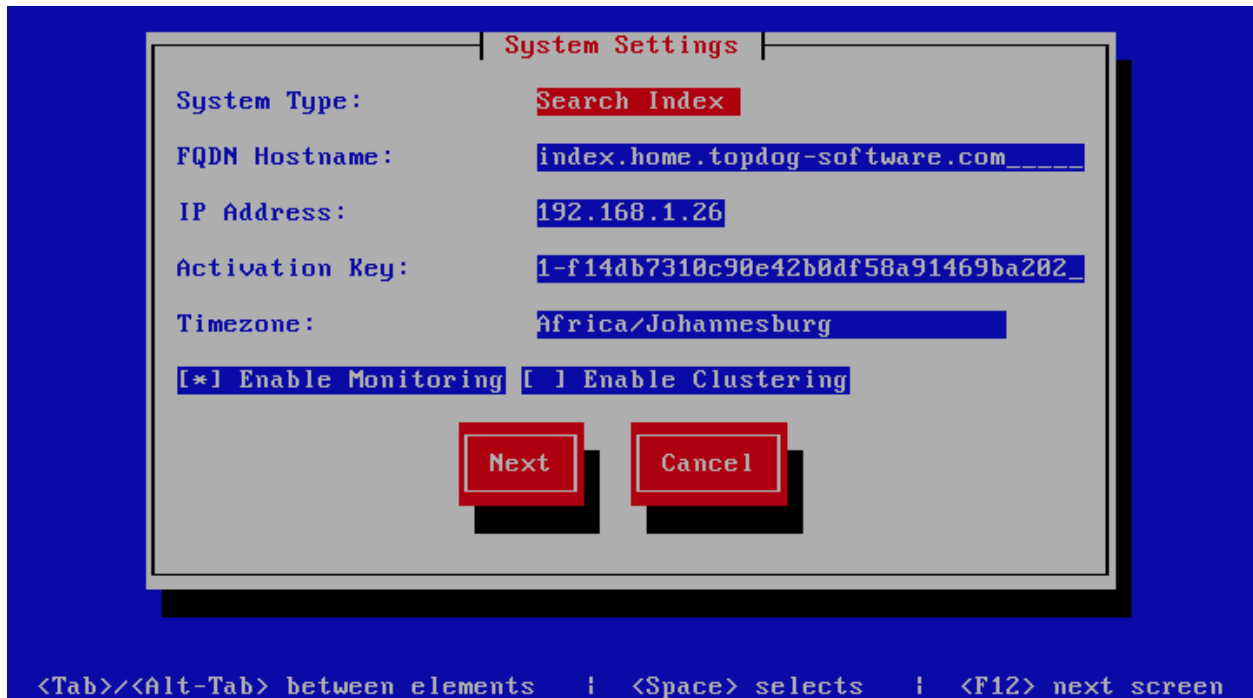 System Settings
System Type: Search Index
FQDN Hostname: index.home.topdog-software.com_____
IP Address: 192.168.1.26
Activation Key: 1-f14db7310c90e42b0df58a91469ba202_
Timezone: Africa/Johannesburg
[*] Enable Monitoring [ ] Enable Clustering
Next Cancel
<Tab>/<Alt-Tab> between elements | <Space> selects | <F12> next screen